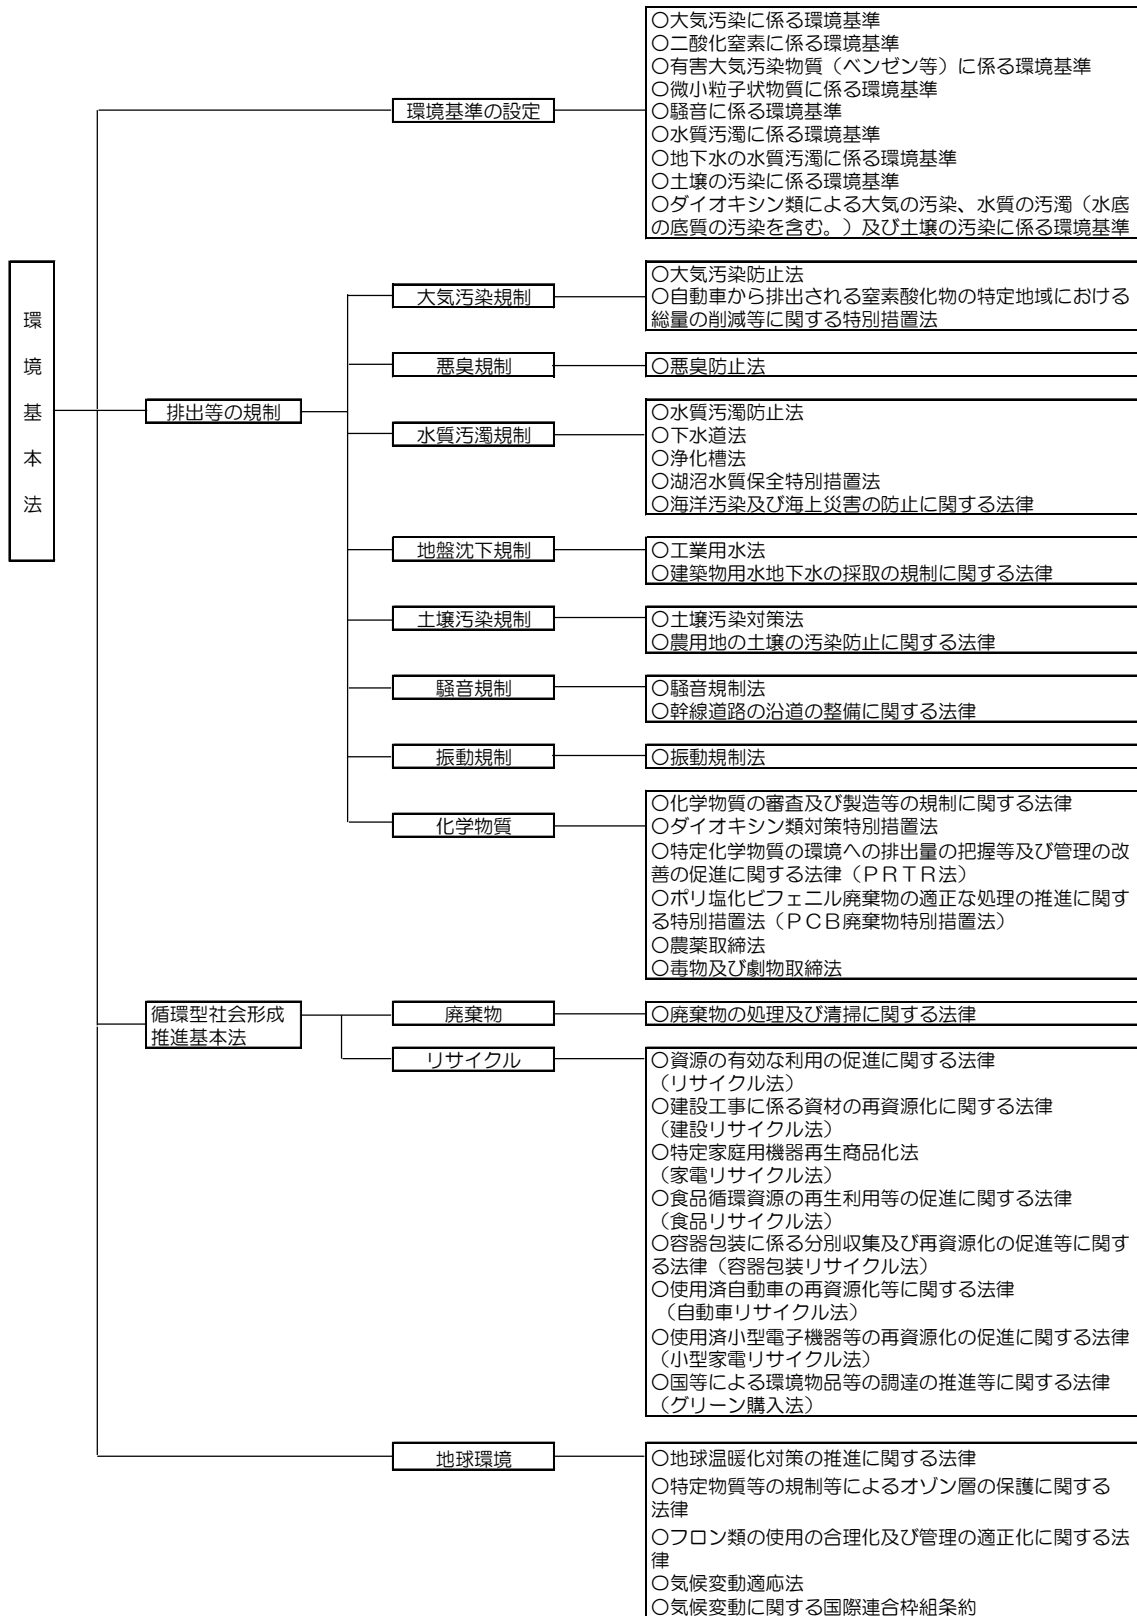 〇大気汚染に係る環境基準
〇二酸化窒素に係る環境基準
〇有害大気汚染物質（ベンゼン等）に係る環境基準
〇微小粒子状物質に係る環境基準
環境基準の設定
〇騒音に係る環境基準
〇水質汚濁に係る環境基準
〇地下水の水質汚濁に係る環境基準
〇土壌の汚染に係る環境基準
〇ダイオキシン類による大気の汚染、水質の汚濁（水底
の底質の汚染を含む。）及び土壌の汚染に係る環境基準
環境基本法
排出等の規制
大気汚染規制
〇大気汚染防止法
〇自動車から排出される窒素酸化物の特定地域における
総量の削減等に関する特別措置法
悪臭規制
〇悪臭防止法
水質汚濁規制
〇水質汚濁防止法
〇下水道法
〇浄化槽法
〇湖沼水質保全特別措置法
〇海洋汚染及び海上災害の防止に関する法律
地盤沈下規制
〇工業用水法
〇建築物用水地下水の採取の規制に関する法律
土壌汚染規制
〇土壌汚染対策法
〇農用地の土壌の汚染防止に関する法律
騒音規制
〇騒音規制法
〇幹線道路の沿道の整備に関する法律
振動規制
〇振動規制法
化学物質
〇化学物質の審査及び製造等の規制に関する法律
〇ダイオキシン類対策特別措置法
〇特定化学物質の環境への排出量の把握等及び管理の改
善の促進に関する法律（ＰＲＴＲ法）
〇ポリ塩化ビフェニル廃棄物の適正な処理の推進に関す
る特別措置法（ＰＣＢ廃棄物特別措置法）
〇農薬取締法
〇毒物及び劇物取締法
循環型社会形成
推進基本法
廃棄物
〇廃棄物の処理及び清掃に関する法律
リサイクル
〇資源の有効な利用の促進に関する法律
（リサイクル法）
〇建設工事に係る資材の再資源化に関する法律
（建設リサイクル法）
〇特定家庭用機器再生商品化法
（家電リサイクル法）
〇食品循環資源の再生利用等の促進に関する法律
（食品リサイクル法）
〇容器包装に係る分別収集及び再資源化の促進等に関す
る法律（容器包装リサイクル法）
〇使用済自動車の再資源化等に関する法律
（自動車リサイクル法）
〇使用済小型電子機器等の再資源化の促進に関する法律
（小型家電リサイクル法）
〇国等による環境物品等の調達の推進等に関する法律
（グリーン購入法）
地球環境
〇地球温暖化対策の推進に関する法律
〇特定物質等の規制等によるオゾン層の保護に関する
法律
〇フロン類の使用の合理化及び管理の適正化に関する法
律
〇気候変動適応法
〇気候変動に関する国際連合枠組条約